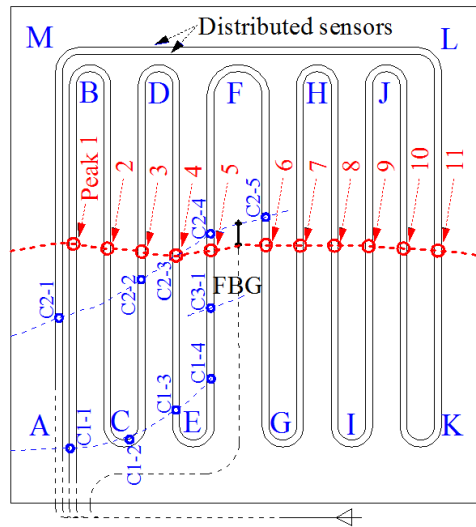 Distributed sensors
M
L
B
D
F
H
J
Peak 1
2
3
4
5
6
7
8
9
10
11
C2-1
C2-2
C2-3
C2-4
C2-5
FBG
C3-1
C1-4
C1-3
C1-2
C1-1
A
C
E
G
I
K